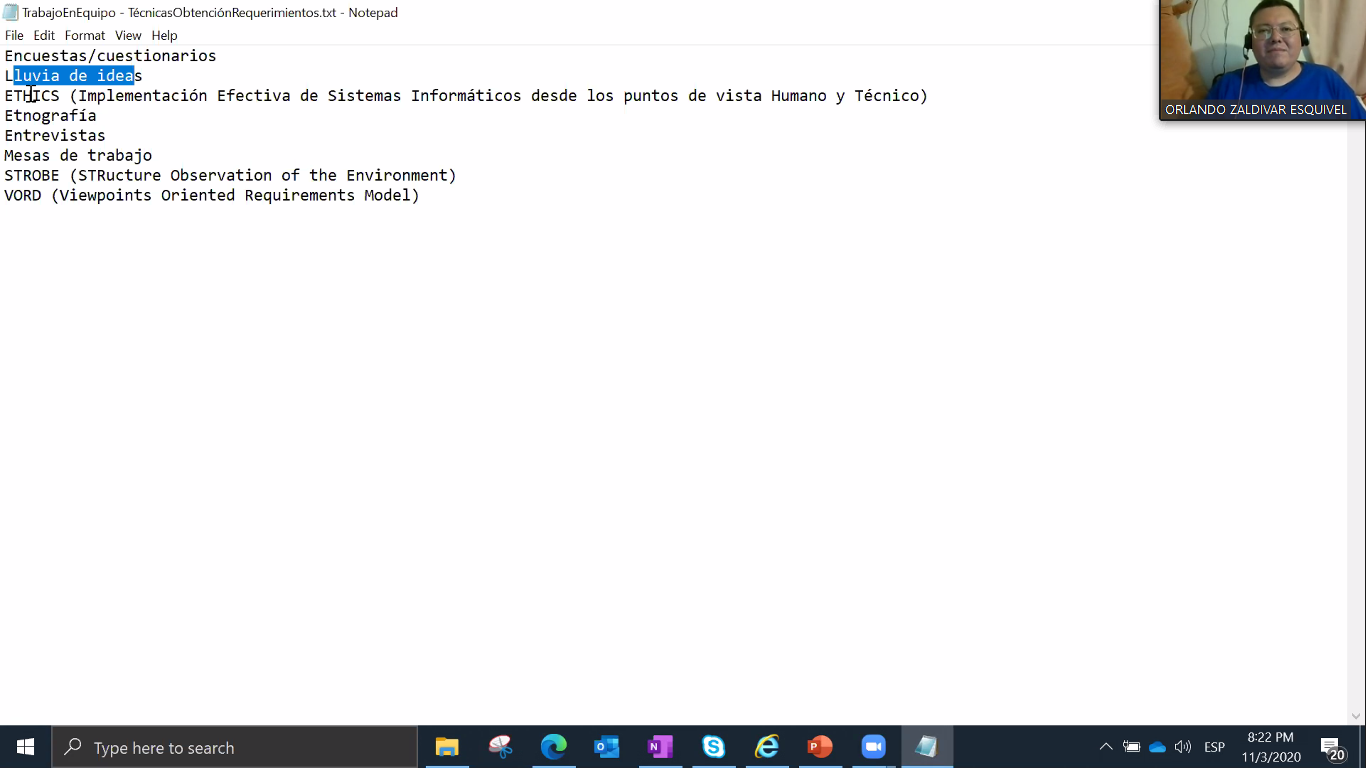 TrabajoEnEquipo - TécnicasObtenciónRequerimientos.txt - Notepad
File Edit Format View Help
Encuestas/cuestionarios
Lluvia de ideas
ETHICS (Implementación Efectiva de Sistemas Informáticos desde los puntos de vista Humano y Técnico)
Etnografía
Entrevistas
Mesas de trabajo
STROBE (STRucture Observation of the Environment)
VORD (Viewpoints Oriented Requirements Model)
ORLANDO ZALDIVAR ESQUIVEL
Type here to search
ESP
8:22 PM
11/3/2020
20